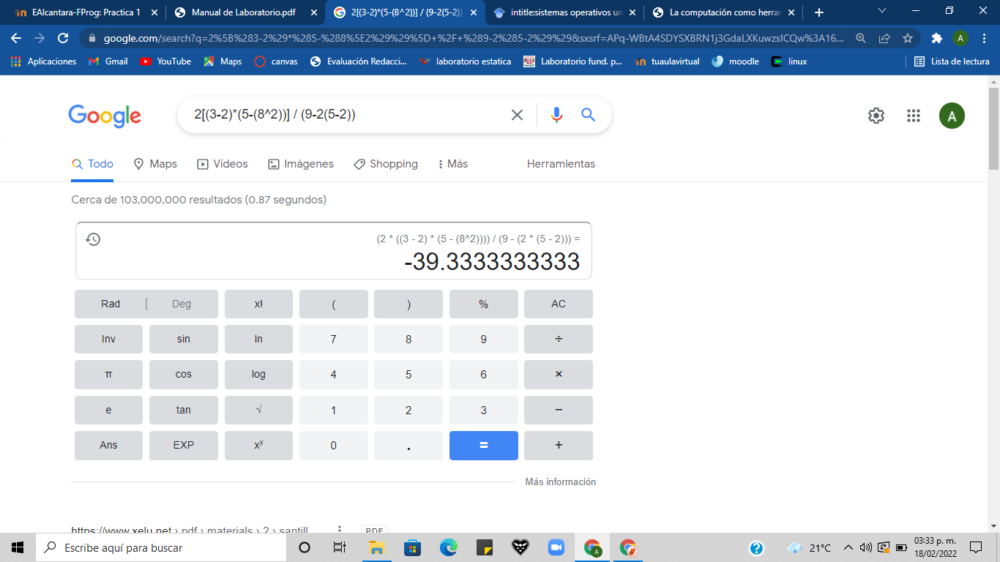 EAlcantara-FProg: Practica 1
Manual de Laboratorio.pdf
2[(3-2)*(5-(8^2))] / (9-2(5-2))
intitle:sistemas operativos un
La computación como herra
google.com/search?q=2%5B%283-2%29*%285-%288%5E2%29%29%5D+%2F+%289-2%285-2%29%29&sxsrf=APq-WBtA4SDYSXBRN1j3GdaLXKuwzslCQw%3A16...
A
Aplicaciones
Gmail
YouTube
Maps
canvas
Evaluación Redacci...
laboratorio estatica
Laboratorio fund. p...
tuaulavirtual
moodle
linux
Lista de lectura
Google
2[(3-2)*(5-(8^2))] / (9-2(5-2))
A
Todo
Maps
Vídeos
Imágenes
Shopping
Más
Herramientas
Cerca de 103,000,000 resultados (0.87 segundos)
(2 * ((3 - 2) * (5 - (8^2)))) / (9 - (2 * (5 - 2))) =
-39.3333333333
Rad | Deg x! ( ) % AC
Inv sin ln 7 8 9 ÷
π cos log 4 5 6 ×
e tan √ 1 2 3 −
Ans EXP xʸ 0 . = +
Más información
https://www.xelu.net › pdf › materials › 2 › santill...
PDF
Escribe aquí para buscar
A
21°C
03:33 p. m.
18/02/2022